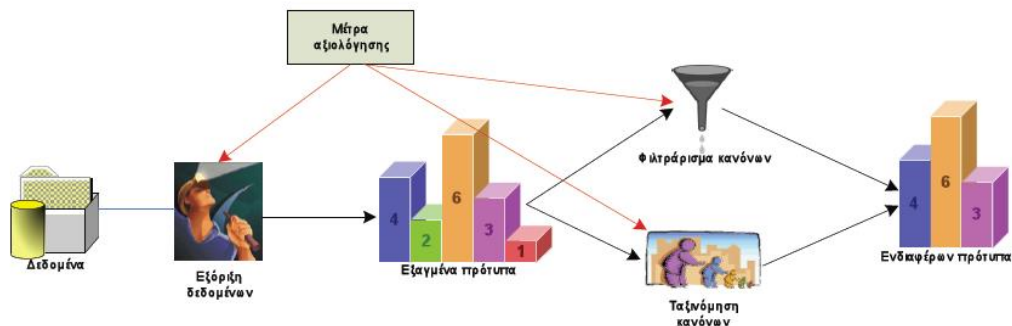 Μέτρα
αξιολόγησης
Φιλτράρισμα κανόνων
4
2
6
3
1
4
6
3
Δεδομένα
Εξόριξη
δεδομένων
Εξαγμένα πρότυπα
Ταξινόμηση
κανόνων
Ενδιαφέρων πρότυπα